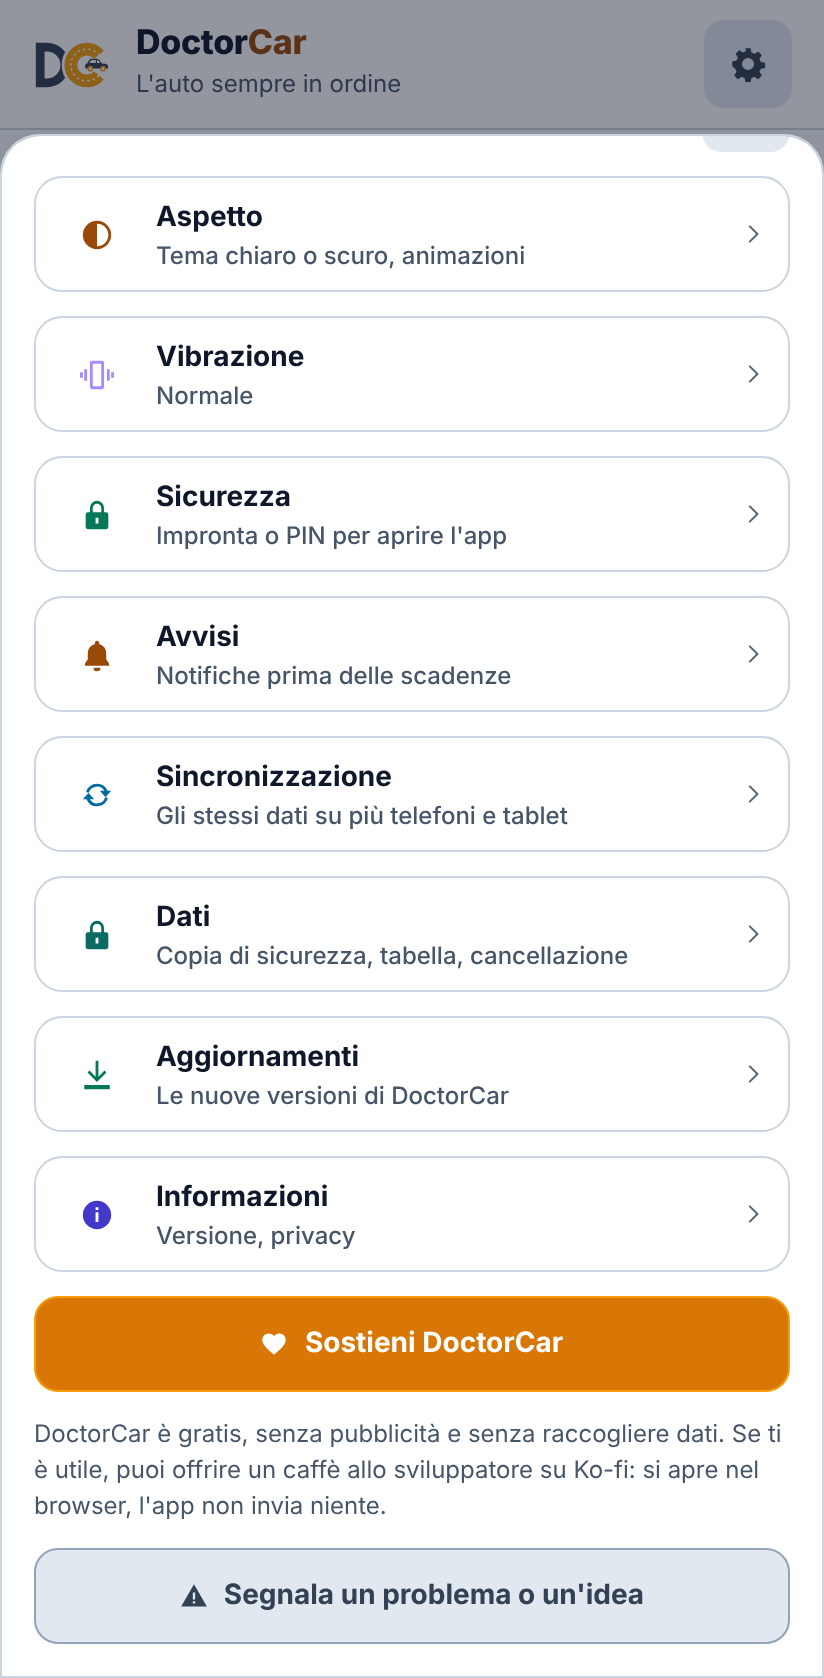 DC
DoctorCar
L'auto sempre in ordine
Aspetto
Tema chiaro o scuro, animazioni
Vibrazione
Normale
Sicurezza
Impronta o PIN per aprire l'app
Avvisi
Notifiche prima delle scadenze
Sincronizzazione
Gli stessi dati su più telefoni e tablet
Dati
Copia di sicurezza, tabella, cancellazione
Aggiornamenti
Le nuove versioni di DoctorCar
Informazioni
Versione, privacy
Sostieni DoctorCar
DoctorCar è gratis, senza pubblicità e senza raccogliere dati. Se ti
è utile, puoi offrire un caffè allo sviluppatore su Ko-fi: si apre nel
browser, l'app non invia niente.
Segnala un problema o un'idea